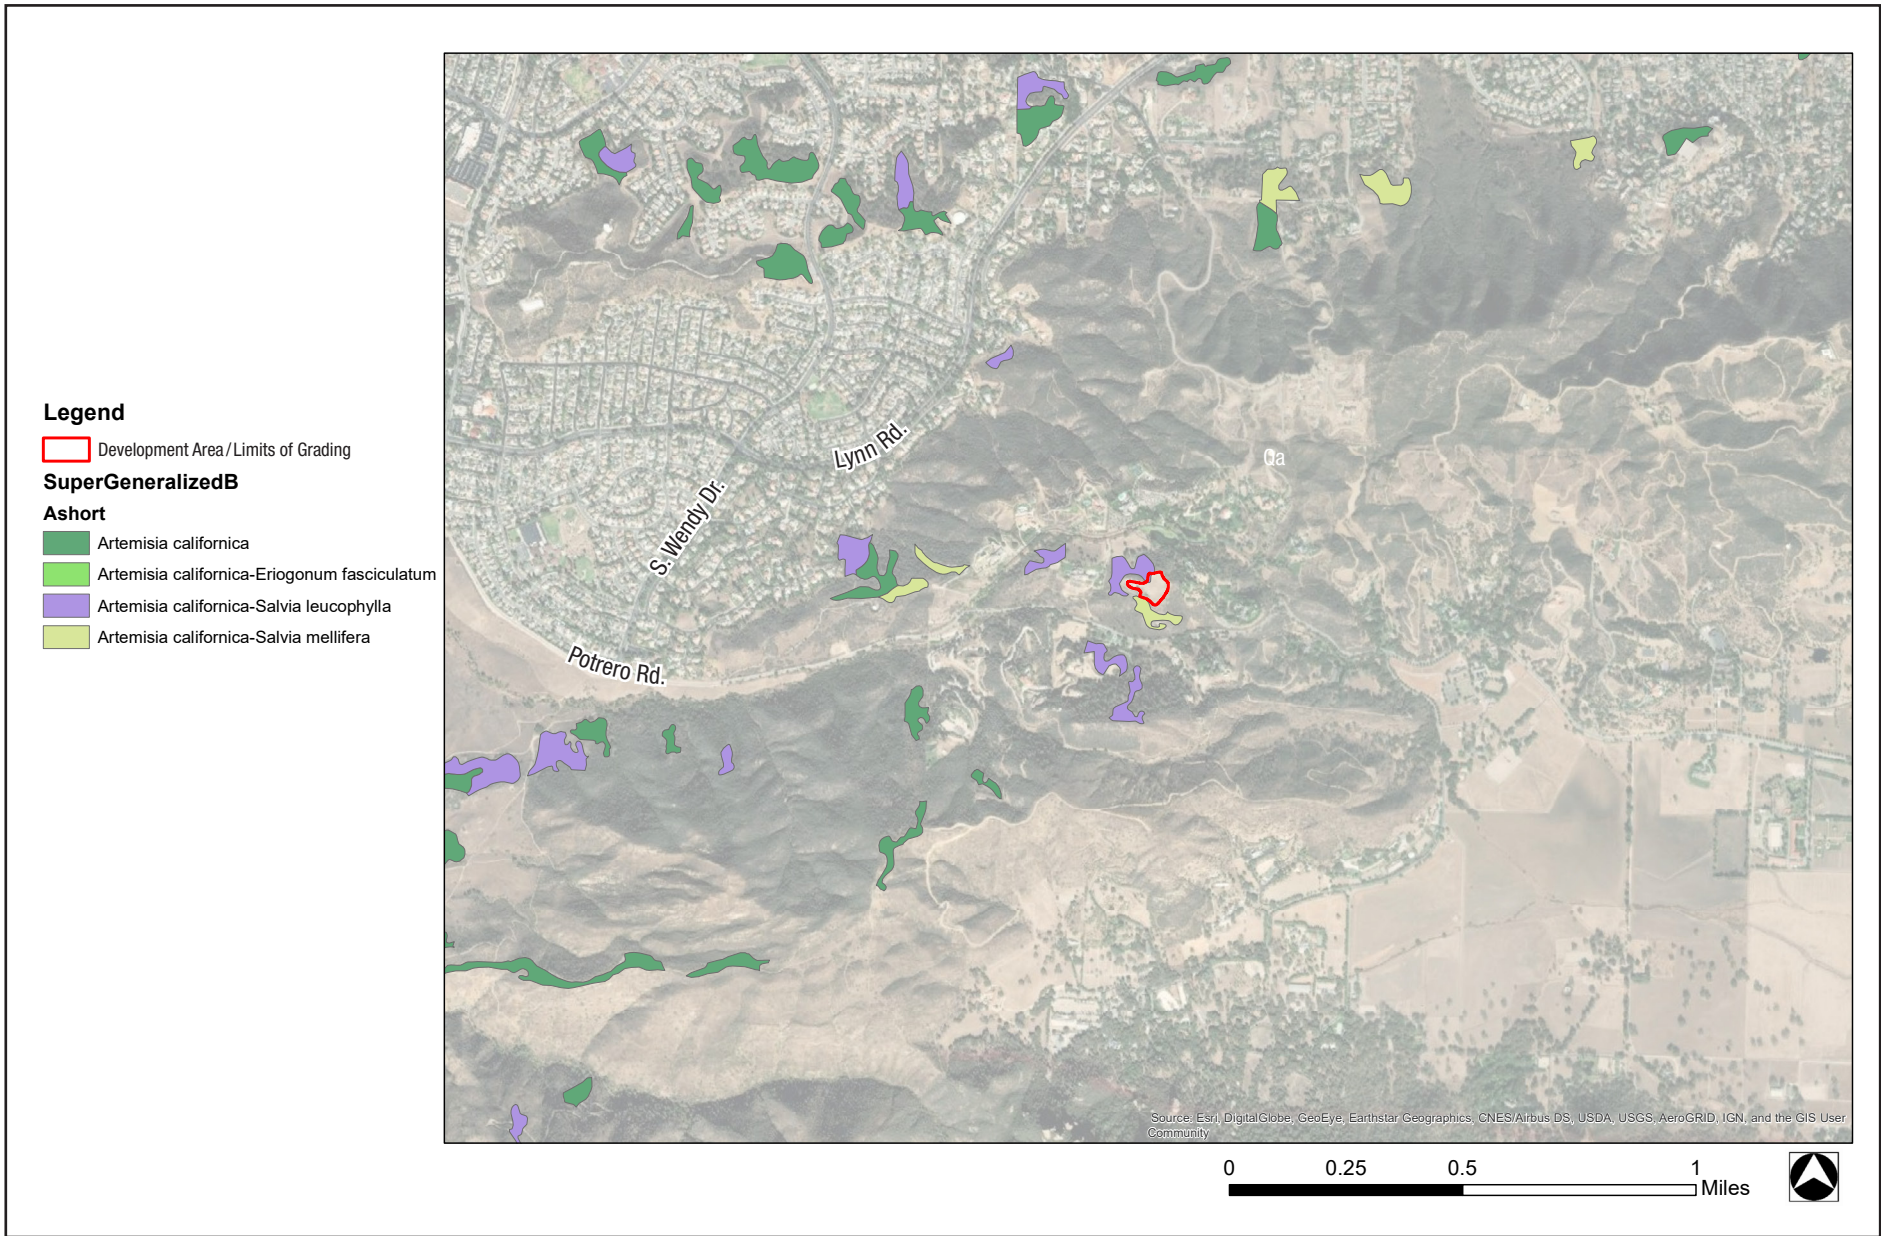 Legend
Development Area / Limits of Grading
SuperGeneralizedB
Ashort
Artemisia californica
Artemisia californica-Eriogonum fasciculatum
Artemisia californica-Salvia leucophylla
Artemisia californica-Salvia mellifera
Lynn Rd.
Qa
S. Wendy Dr.
Potrero Rd.
Source: Esri, DigitalGlobe, GeoEye, Earthstar Geographics, CNES/Airbus DS, USDA, USGS, AeroGRID, IGN, and the GIS User
Community
0 0.25 0.5 1
Miles